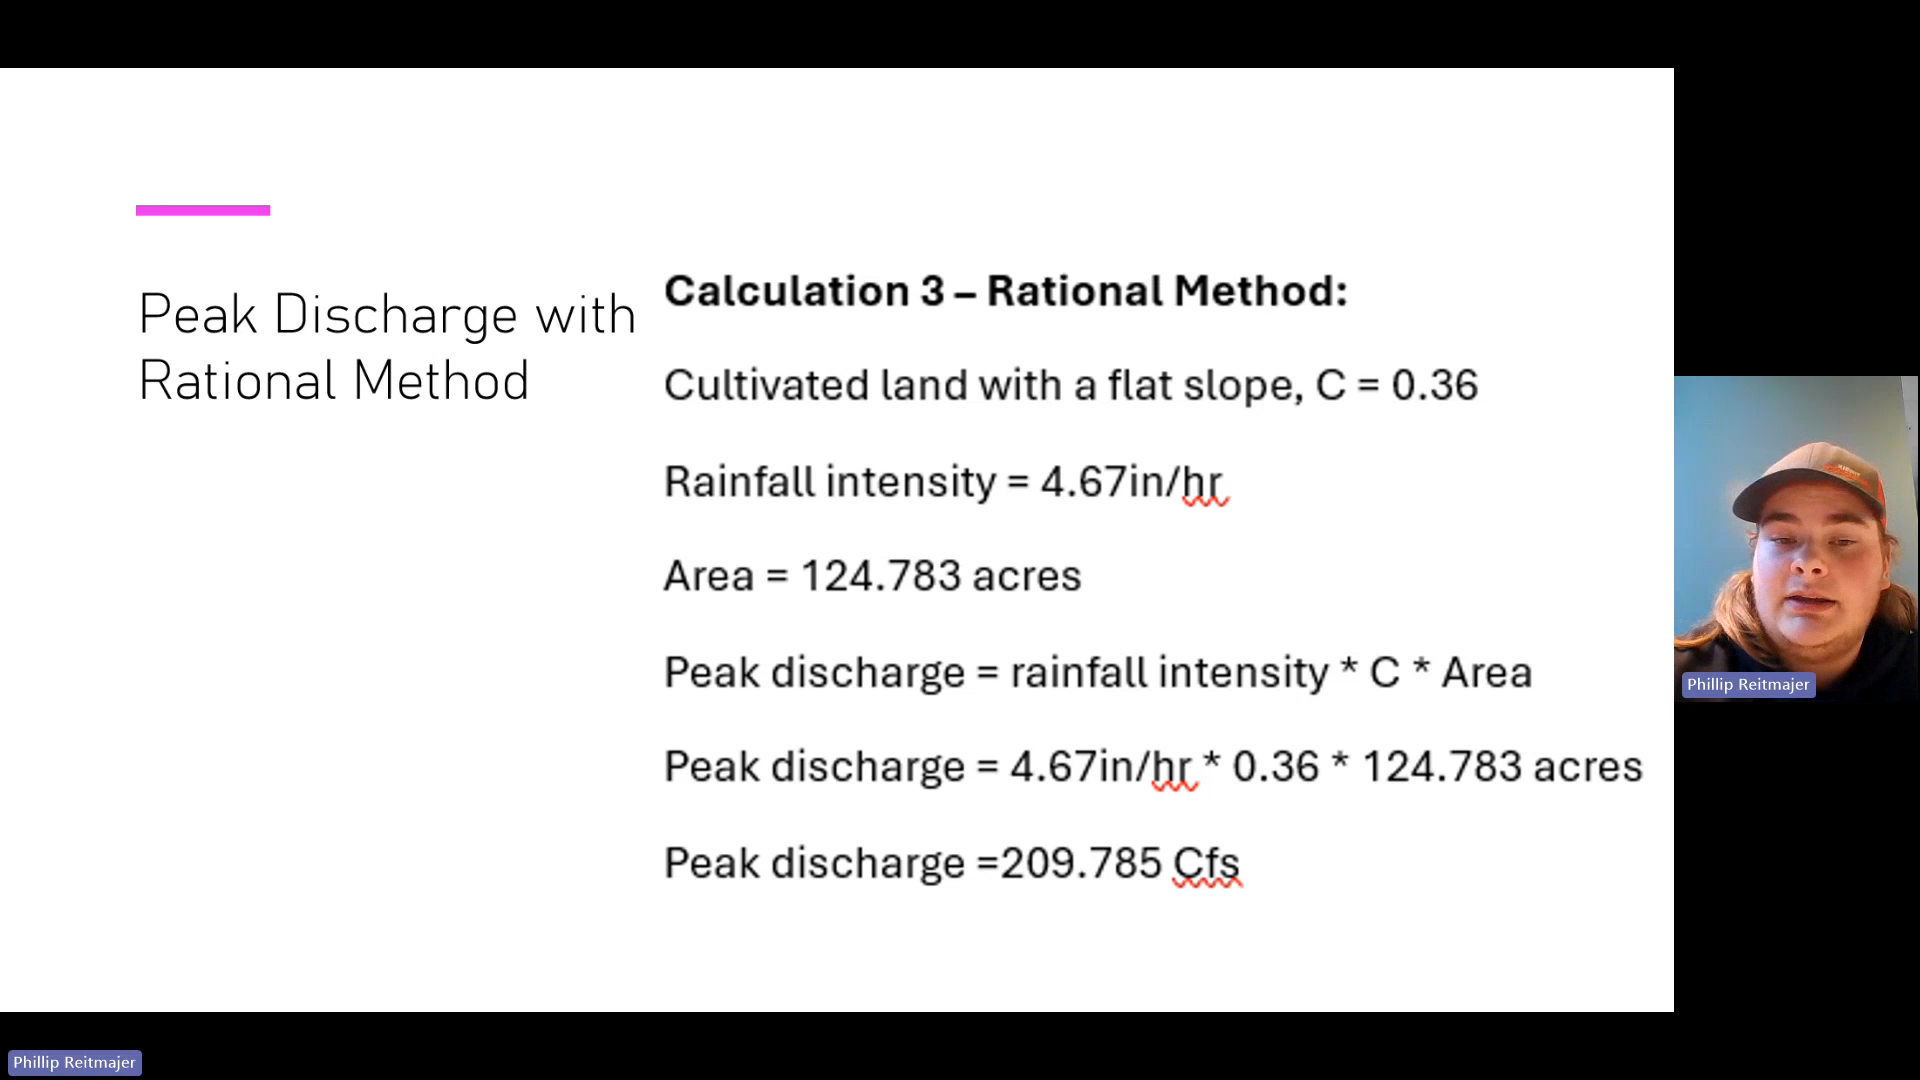 Peak Discharge with
Rational Method
Calculation 3 – Rational Method:
Cultivated land with a flat slope, C = 0.36
Rainfall intensity = 4.67in/hr
Area = 124.783 acres
Peak discharge = rainfall intensity * C * Area
Peak discharge = 4.67in/hr * 0.36 * 124.783 acres
Peak discharge =209.785 Cfs
Phillip Reitmajer
Phillip Reitmajer